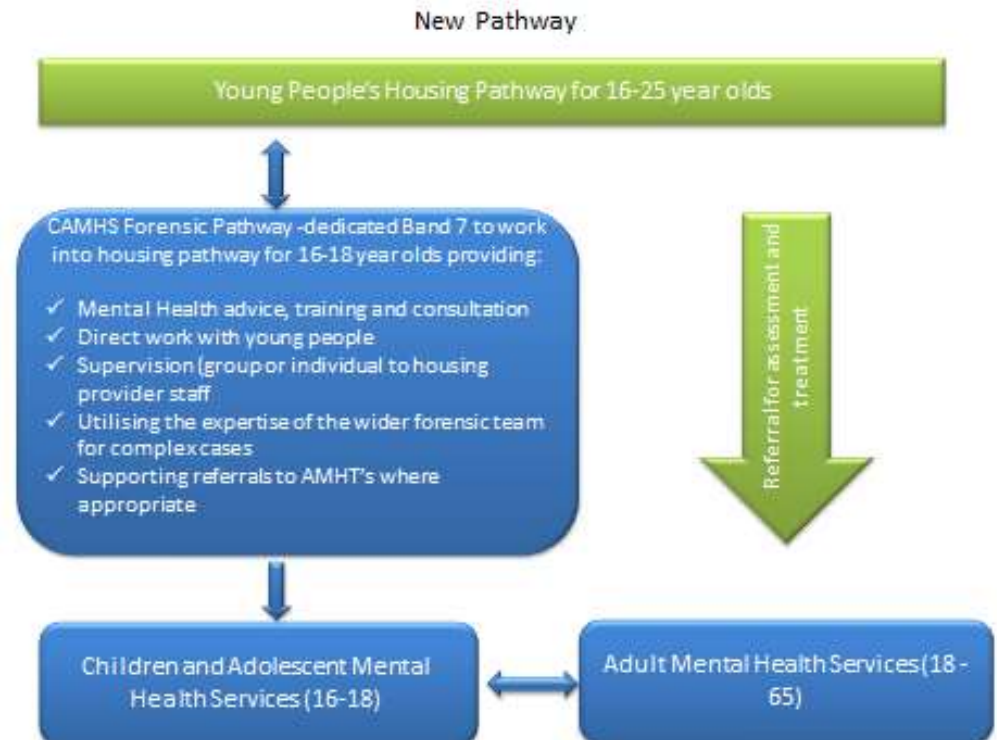 New Pathway
Young People's Housing Pathway for 16-25 year olds
CAMHS Forensic Pathway -dedicated Band 7 to work
into housing pathway for 16-18 year olds providing:
✓ Mental Health advice, training and consultation
✓ Direct work with young people
✓ Supervision (group or individual to housing
provider staff
✓ Utilising the expertise of the wider forensic team
for complex cases
✓ Supporting referrals to AMHT's where
appropriate
Referral for assessment and
treatment
Children and Adolescent Mental
Health Services (16-18)
Adult Mental Health Services (18 -
65)